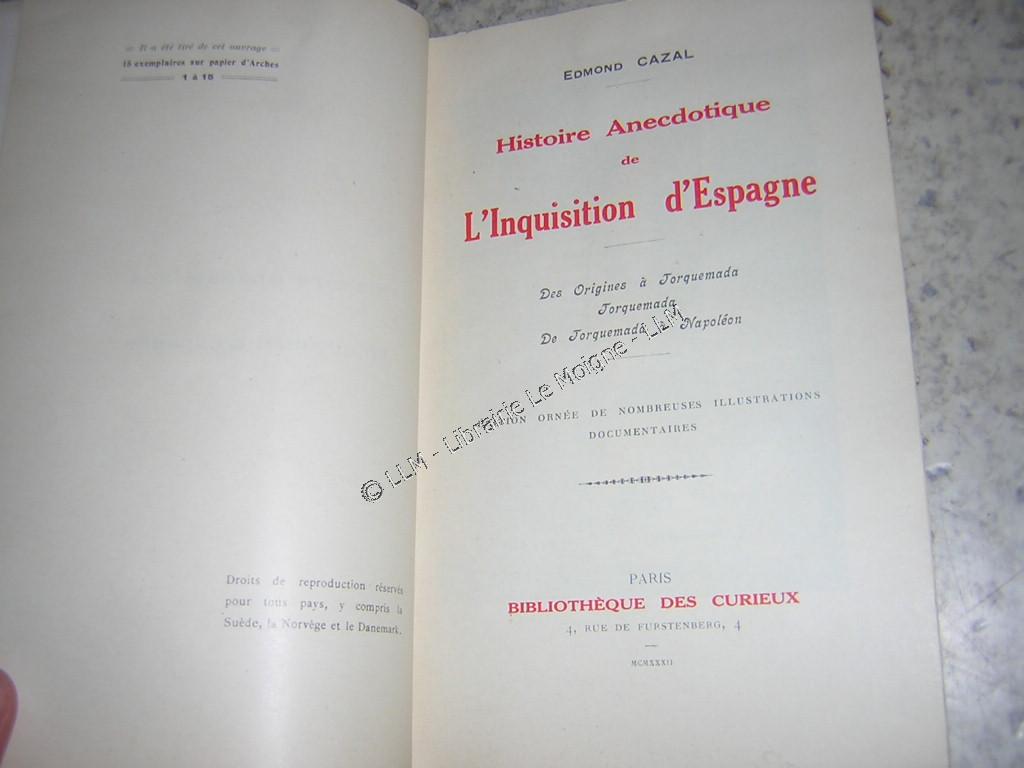 Il a été tiré de cet ouvrage
15 exemplaires sur papier d'Arches
1 à 15
Droits de reproduction réservés
pour tous pays, y compris la
Suède, la Norvège et le Danemark.
EDMOND CAZAL
Histoire Anecdotique
de
L'Inquisition d'Espagne
Des Origines à Torquemada
Torquemada
De Torquemada à Napoléon
ORNÉE DE NOMBREUSES ILLUSTRATIONS
DOCUMENTAIRES
PARIS
BIBLIOTHÈQUE DES CURIEUX
4, RUE DE FURSTENBERG, 4
MCMXXXII
© LLM - Librairie Le Moigne - LLM